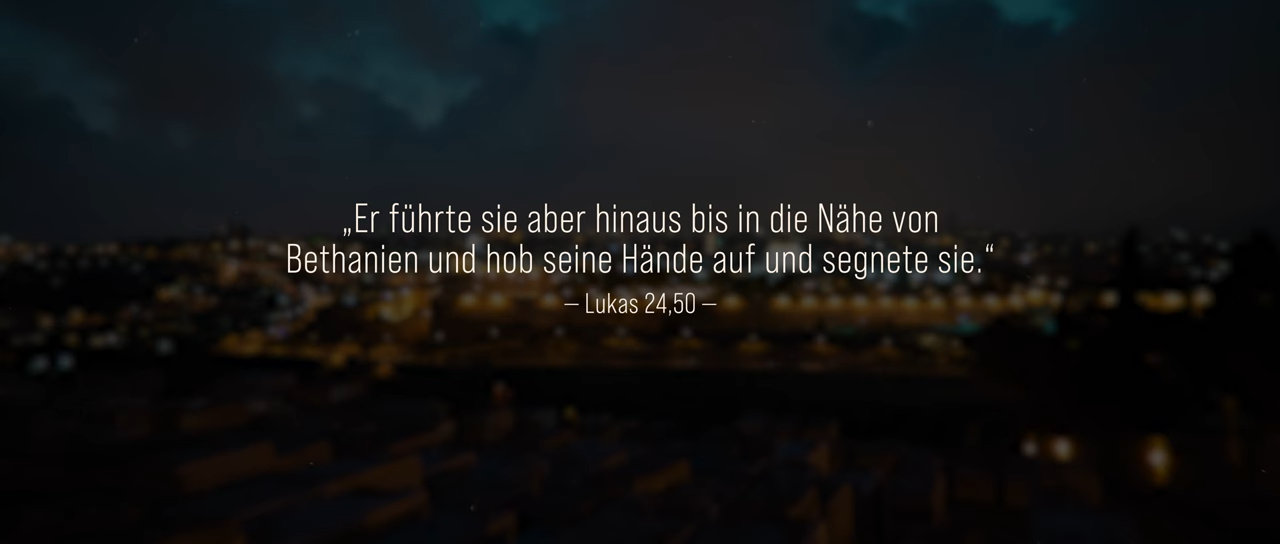 „Er führte sie aber hinaus bis in die Nähe von
Bethanien und hob seine Hände auf und segnete sie.“
– Lukas 24,50 –